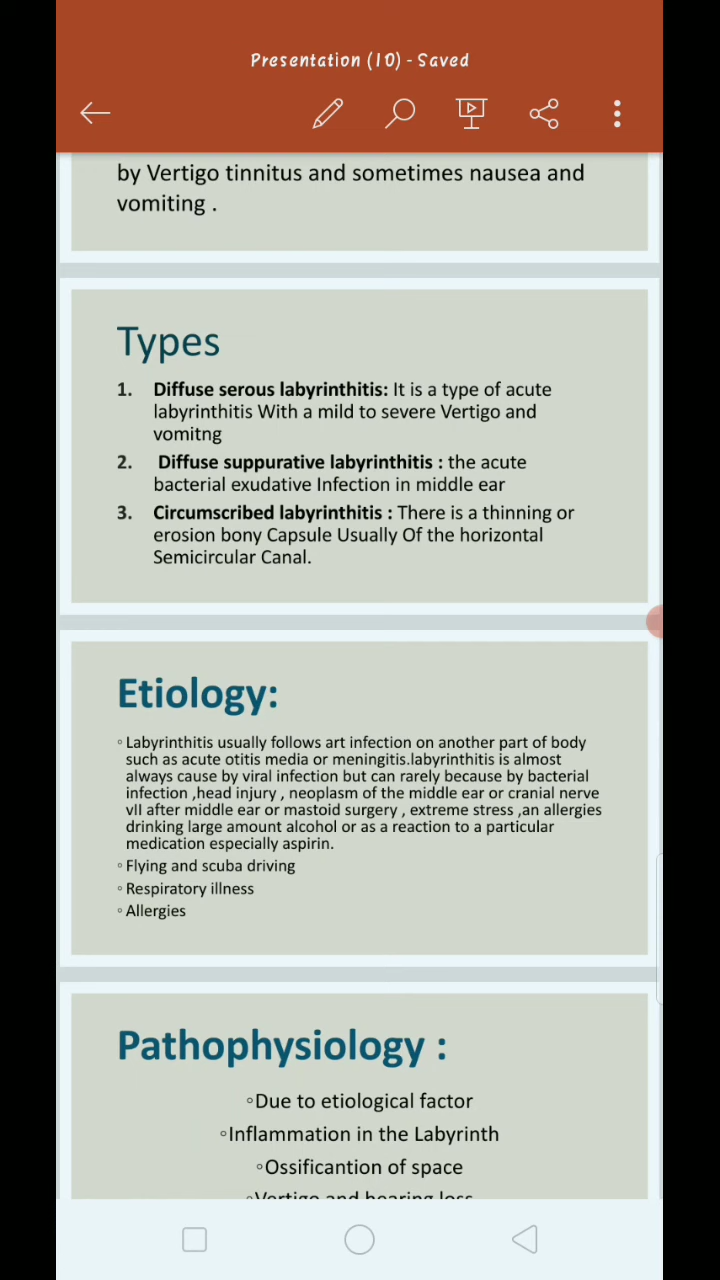 Presentation (10) - Saved
by Vertigo tinnitus and sometimes nausea and
vomiting .
Types
1. Diffuse serous labyrinthitis: It is a type of acute
labyrinthitis With a mild to severe Vertigo and
vomitng
2. Diffuse suppurative labyrinthitis : the acute
bacterial exudative Infection in middle ear
3. Circumscribed labyrinthitis : There is a thinning or
erosion bony Capsule Usually Of the horizontal
Semicircular Canal.
Etiology:
◦ Labyrinthitis usually follows art infection on another part of body
such as acute otitis media or meningitis.labyrinthitis is almost
always cause by viral infection but can rarely because by bacterial
infection ,head injury , neoplasm of the middle ear or cranial nerve
vII after middle ear or mastoid surgery , extreme stress ,an allergies
drinking large amount alcohol or as a reaction to a particular
medication especially aspirin.
◦ Flying and scuba driving
◦ Respiratory illness
◦ Allergies
Pathophysiology :
◦Due to etiological factor
◦Inflammation in the Labyrinth
◦Ossificantion of space
◦Vertigo and hearing loss